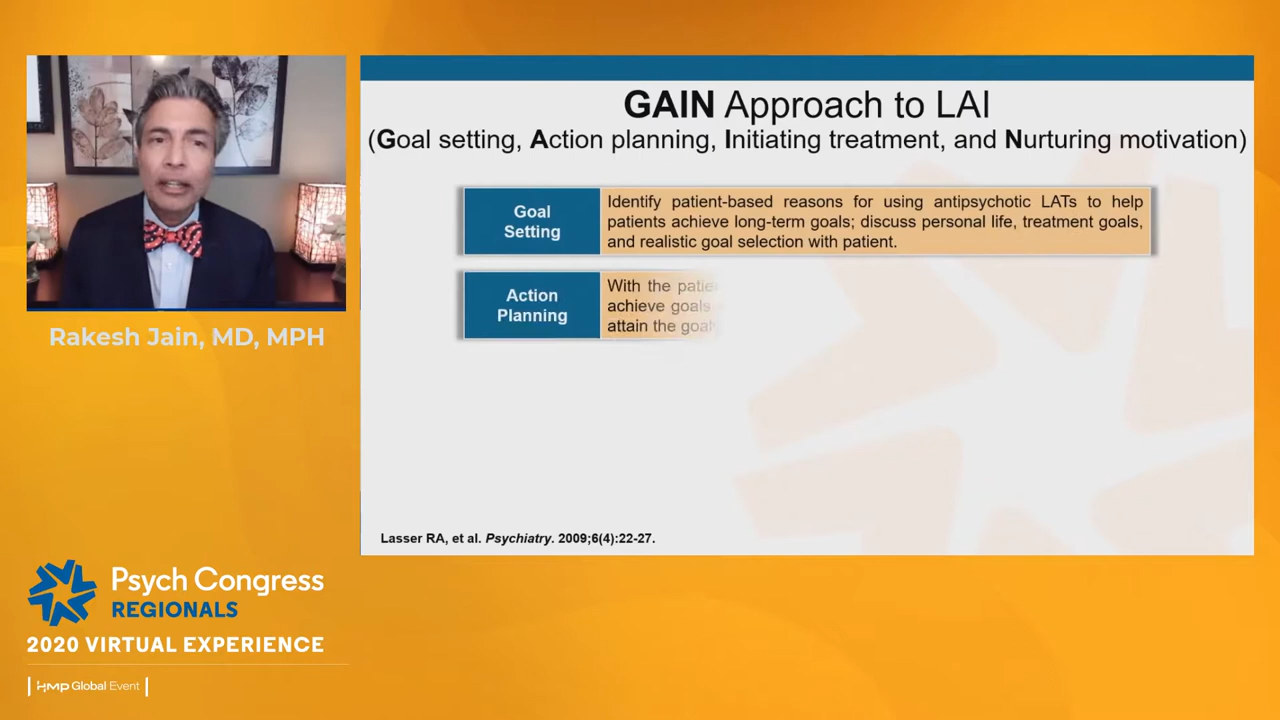 GAIN Approach to LAI
(Goal setting, Action planning, Initiating treatment, and Nurturing motivation)
Goal
Setting
Identify patient-based reasons for using antipsychotic LATs to help
patients achieve long-term goals; discuss personal life, treatment goals,
and realistic goal selection with patient.
Action
Planning
With the
achieve goals
attain the
Lasser RA, et al. Psychiatry. 2009;6(4):22-27.
Rakesh Jain, MD, MPH
Psych Congress
REGIONALS
2020 VIRTUAL EXPERIENCE
HMP Global Event